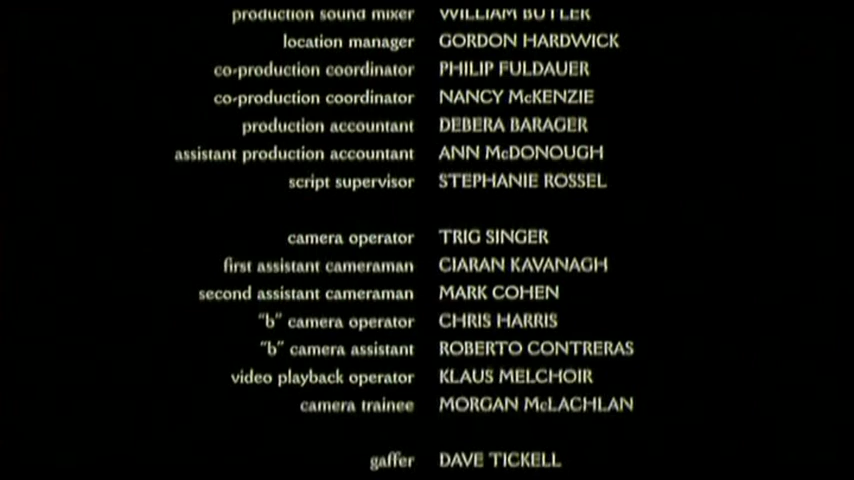 production sound mixer WILLIAM BUTLER
location manager GORDON HARDWICK
co-production coordinator PHILIP FULDAUER
co-production coordinator NANCY McKENZIE
production accountant DEBERA BARAGER
assistant production accountant ANN McDONOUGH
script supervisor STEPHANIE ROSSEL
camera operator TRIG SINGER
first assistant cameraman CIARAN KAVANAGH
second assistant cameraman MARK COHEN
"b" camera operator CHRIS HARRIS
"b" camera assistant ROBERTO CONTRERAS
video playback operator KLAUS MELCHOIR
camera trainee MORGAN McLACHLAN
gaffer DAVE TICKELL